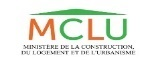 MCLU
MINISTÈRE DE LA CONSTRUCTION,
DU LOGEMENT ET DE L'URBANISME